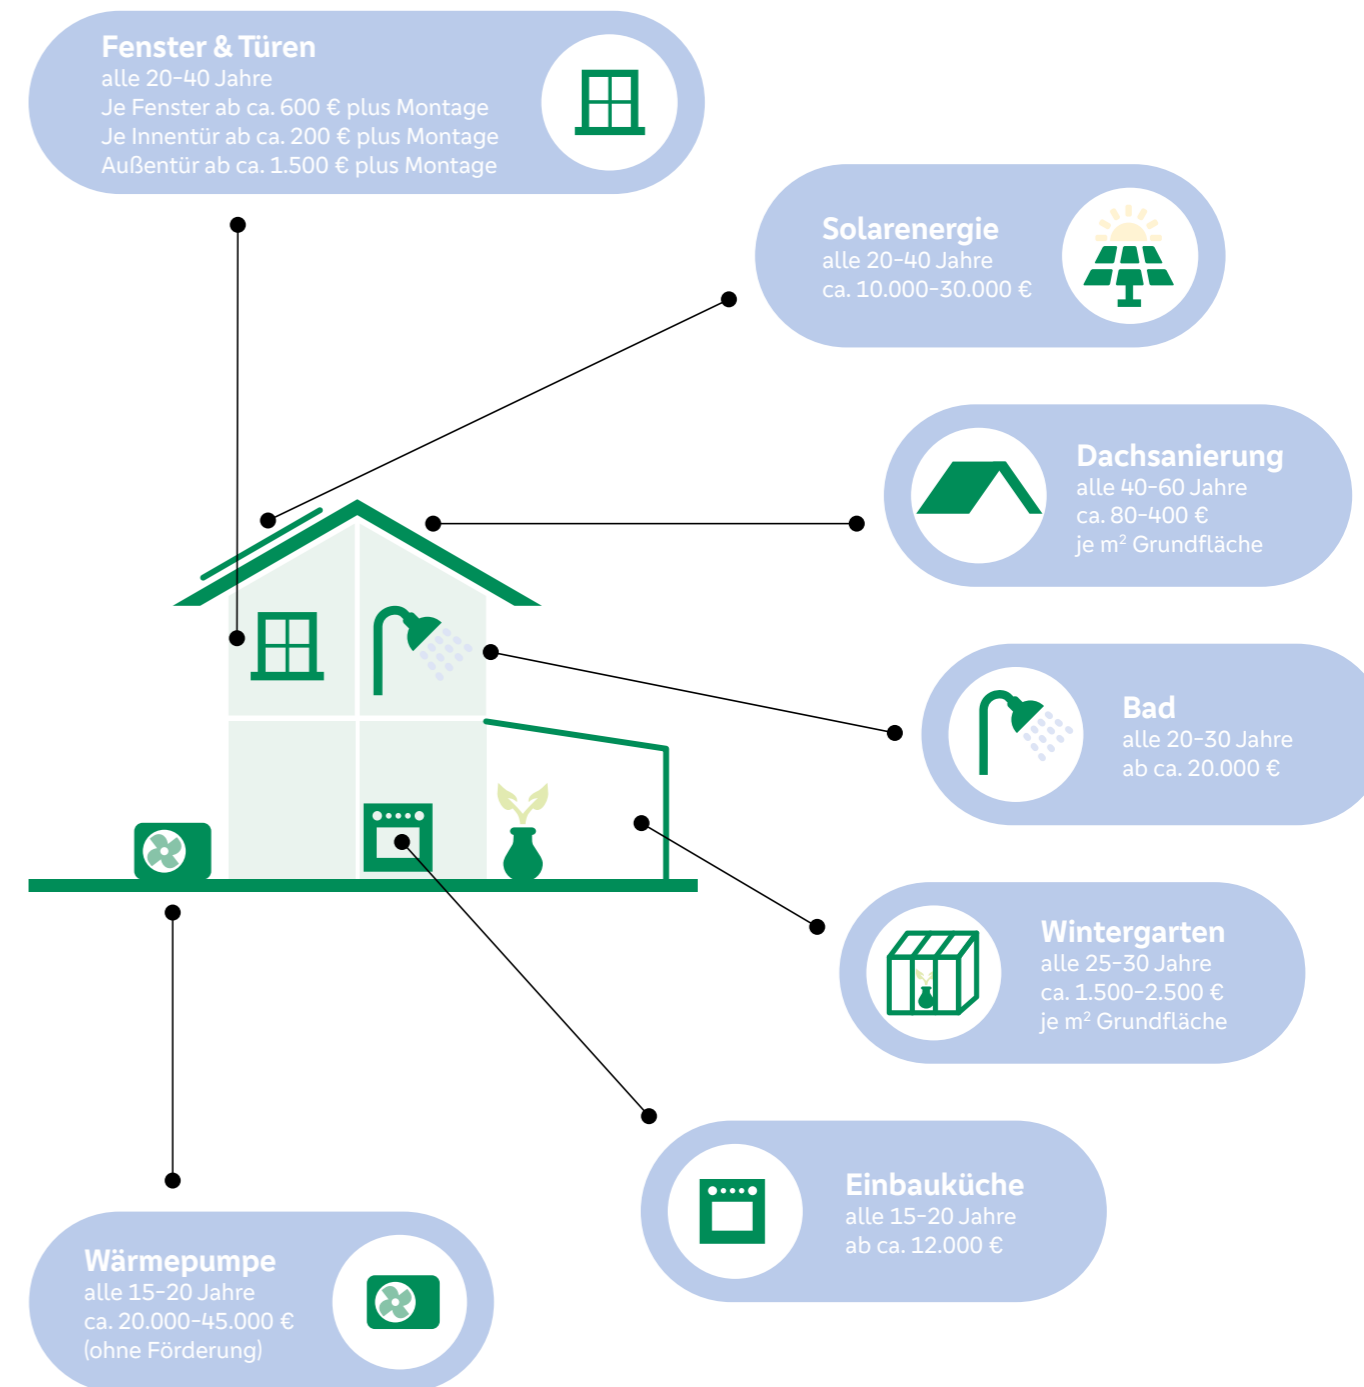 Fenster & Türen
alle 20-40 Jahre
Je Fenster ab ca. 600 € plus Montage
Je Innentür ab ca. 200 € plus Montage
Außentür ab ca. 1.500 € plus Montage
Solarenergie
alle 20-40 Jahre
ca. 10.000-30.000 €
Dachsanierung
alle 40-60 Jahre
ca. 80-400 €
je m² Grundfläche
Bad
alle 20-30 Jahre
ab ca. 20.000 €
Wintergarten
alle 25-30 Jahre
ca. 1.500-2.500 €
je m² Grundfläche
Einbauküche
alle 15-20 Jahre
ab ca. 12.000 €
Wärmepumpe
alle 15-20 Jahre
ca. 20.000-45.000 €
(ohne Förderung)